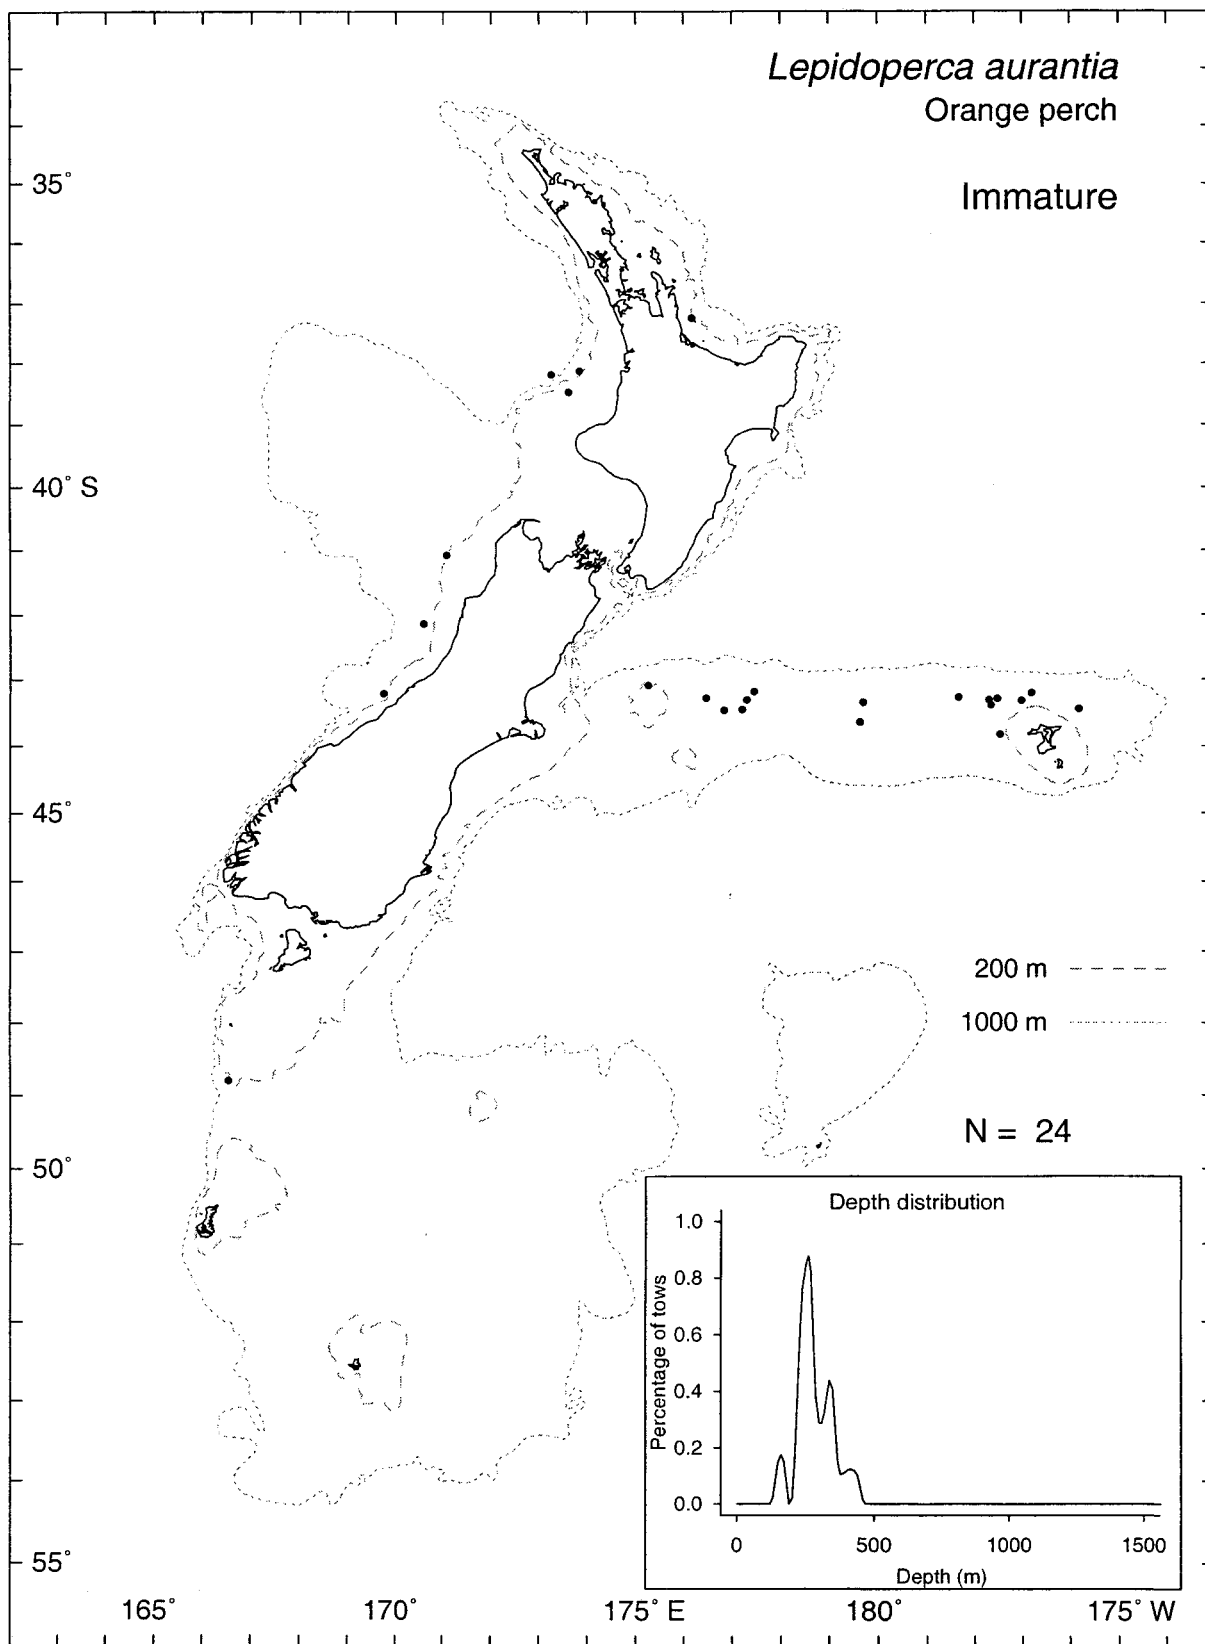 Lepidoperca aurantia
Orange perch
Immature
35°
40° S
45°
50°
55°
200 m
1000 m
N = 24
Depth distribution
Percentage of tows
1.0
0.8
0.6
0.4
0.2
0.0
0 500 1000 1500
Depth (m)
165° 170° 175° E 180° 175° W